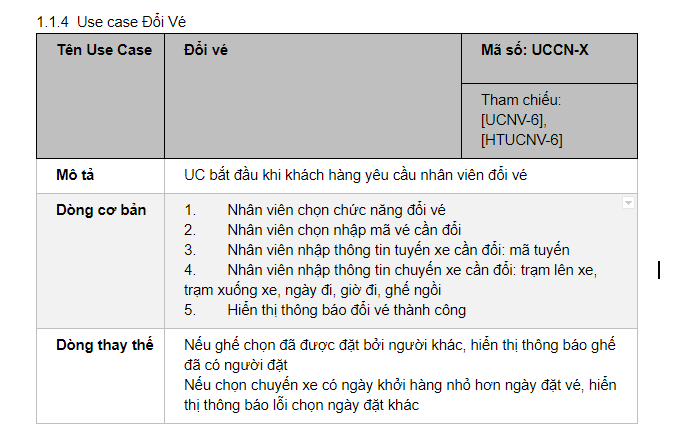 1.1.4 Use case Đổi Vé
Tên Use Case
Đổi vé
Mã số: UCCN-X
Tham chiếu:
[UCNV-6],
[HTUCNV-6]
Mô tả
UC bắt đầu khi khách hàng yêu cầu nhân viên đổi vé
Dòng cơ bản
1. Nhân viên chọn chức năng đổi vé
2. Nhân viên chọn nhập mã vé cần đổi
3. Nhân viên nhập thông tin tuyến xe cần đổi: mã tuyến
4. Nhân viên nhập thông tin chuyến xe cần đổi: trạm lên xe,
trạm xuống xe, ngày đi, giờ đi, ghế ngồi
5. Hiển thị thông báo đổi vé thành công
Dòng thay thế
Nếu ghế chọn đã được đặt bởi người khác, hiển thị thông báo ghế
đã có người đặt
Nếu chọn chuyến xe có ngày khởi hàng nhỏ hơn ngày đặt vé, hiển
thị thông báo lỗi chọn ngày đặt khác